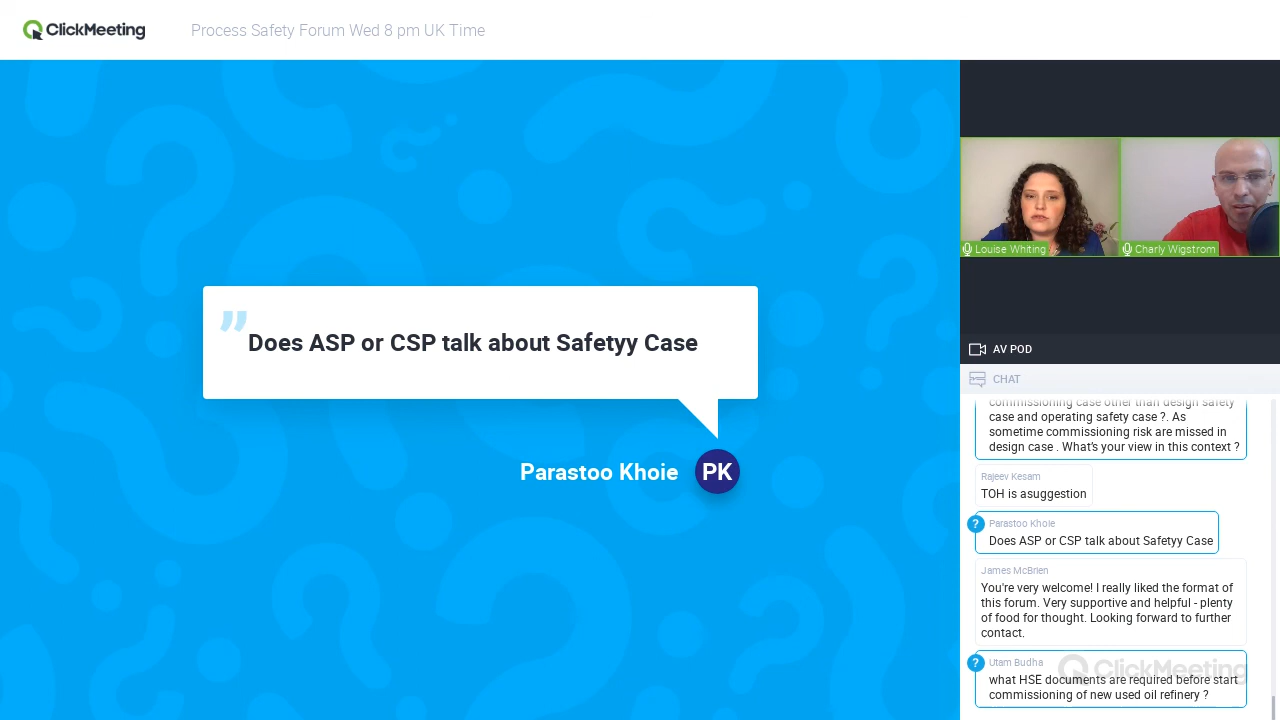 ClickMeeting
Process Safety Forum Wed 8 pm UK Time
"
Does ASP or CSP talk about Safetyy Case
Parastoo Khoie
PK
Louise Whiting
Charly Wigstrom
AV POD
CHAT
commissioning case other than design safety
case and operating safety case ?. As
sometime commissioning risk are missed in
design case . What's your view in this context ?
Rajeev Kesam
TOH is asuggestion
?
Parastoo Khoie
Does ASP or CSP talk about Safetyy Case
James McBrien
You're very welcome! I really liked the format of
this forum. Very supportive and helpful - plenty
of food for thought. Looking forward to further
contact.
?
Utam Budha
ClickMeeting
what HSE documents are required before start
commissioning of new used oil refinery ?